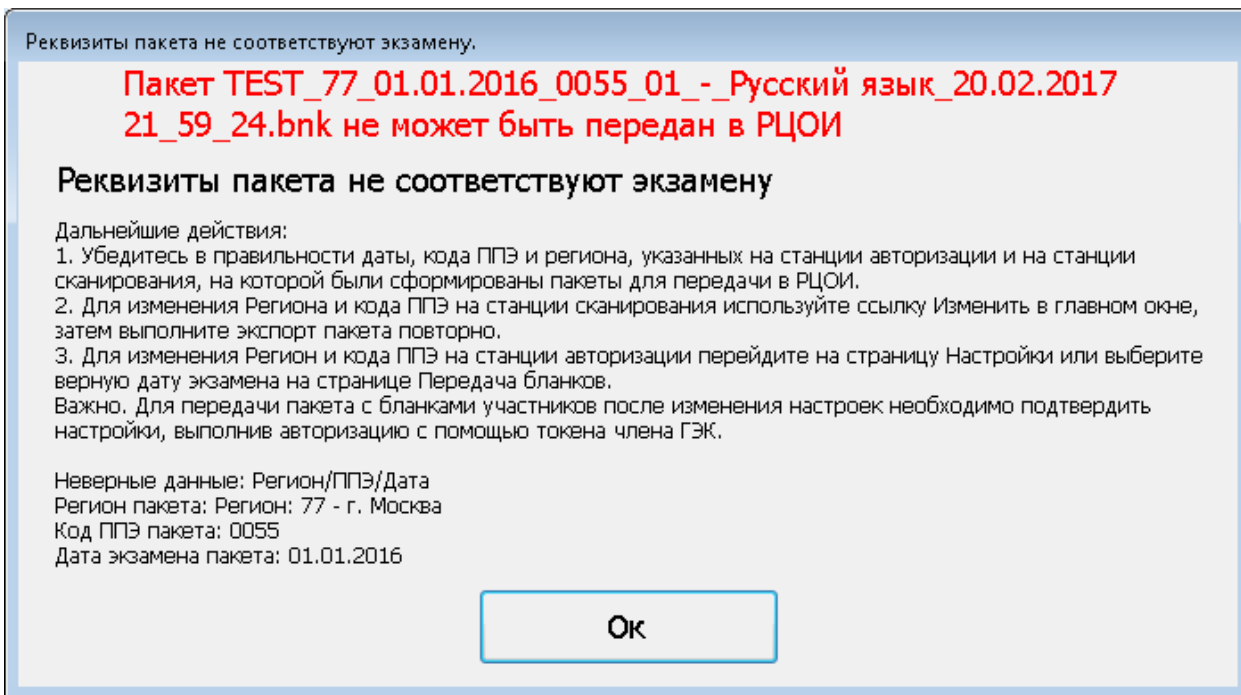 Реквизиты пакета не соответствуют экзамену.
Пакет TEST_77_01.01.2016_0055_01_-_Русский язык_20.02.2017
21_59_24.bnk не может быть передан в РЦОИ
Реквизиты пакета не соответствуют экзамену
Дальнейшие действия:
1. Убедитесь в правильности даты, кода ППЭ и региона, указанных на станции авторизации и на станции
сканирования, на которой были сформированы пакеты для передачи в РЦОИ.
2. Для изменения Региона и кода ППЭ на станции сканирования используйте ссылку Изменить в главном окне,
затем выполните экспорт пакета повторно.
3. Для изменения Регион и кода ППЭ на станции авторизации перейдите на страницу Настройки или выберите
верную дату экзамена на странице Передача бланков.
Важно. Для передачи пакета с бланками участников после изменения настроек необходимо подтвердить
настройки, выполнив авторизацию с помощью токена члена ГЭК.
Неверные данные: Регион/ППЭ/Дата
Регион пакета: Регион: 77 - г. Москва
Код ППЭ пакета: 0055
Дата экзамена пакета: 01.01.2016
Ок